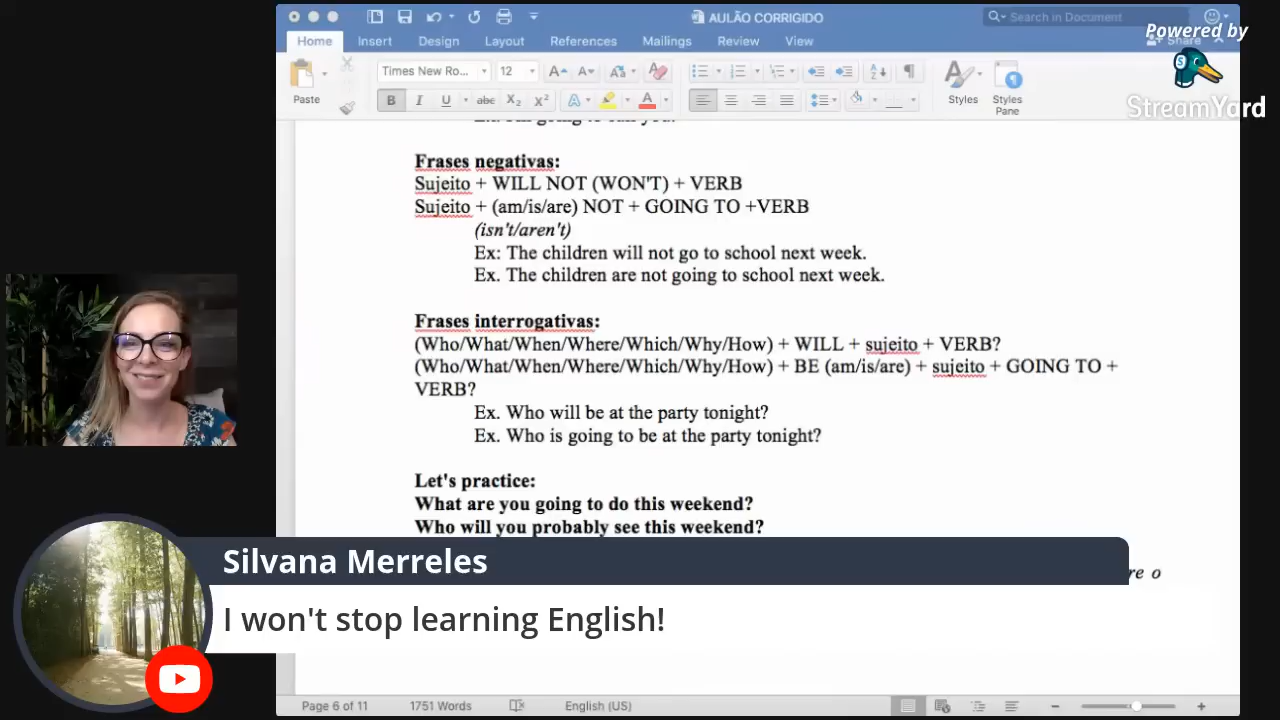 AULÃO CORRIGIDO
Search in Document
Powered by
StreamYard
Share
Home Insert Design Layout References Mailings Review View
Paste
Times New Ro... 12
Styles
Styles Pane
Frases negativas:
Sujeito + WILL NOT (WON'T) + VERB
Sujeito + (am/is/are) NOT + GOING TO +VERB
(isn't/aren't)
Ex: The children will not go to school next week.
Ex. The children are not going to school next week.
Frases interrogativas:
(Who/What/When/Where/Which/Why/How) + WILL + sujeito + VERB?
(Who/What/When/Where/Which/Why/How) + BE (am/is/are) + sujeito + GOING TO +
VERB?
Ex. Who will be at the party tonight?
Ex. Who is going to be at the party tonight?
Let's practice:
What are you going to do this weekend?
Who will you probably see this weekend?
Silvana Merreles
I won't stop learning English!
Page 6 of 11 1751 Words English (US)